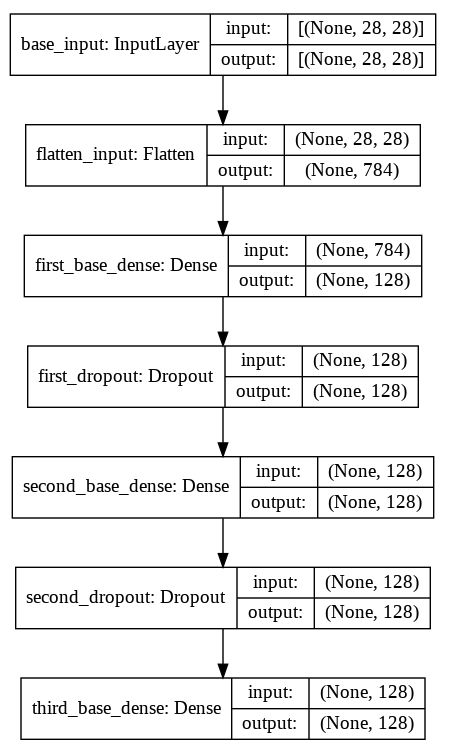 base_input: InputLayer
input:
[(None, 28, 28)]
output:
[(None, 28, 28)]
flatten_input: Flatten
input:
(None, 28, 28)
output:
(None, 784)
first_base_dense: Dense
input:
(None, 784)
output:
(None, 128)
first_dropout: Dropout
input:
(None, 128)
output:
(None, 128)
second_base_dense: Dense
input:
(None, 128)
output:
(None, 128)
second_dropout: Dropout
input:
(None, 128)
output:
(None, 128)
third_base_dense: Dense
input:
(None, 128)
output:
(None, 128)